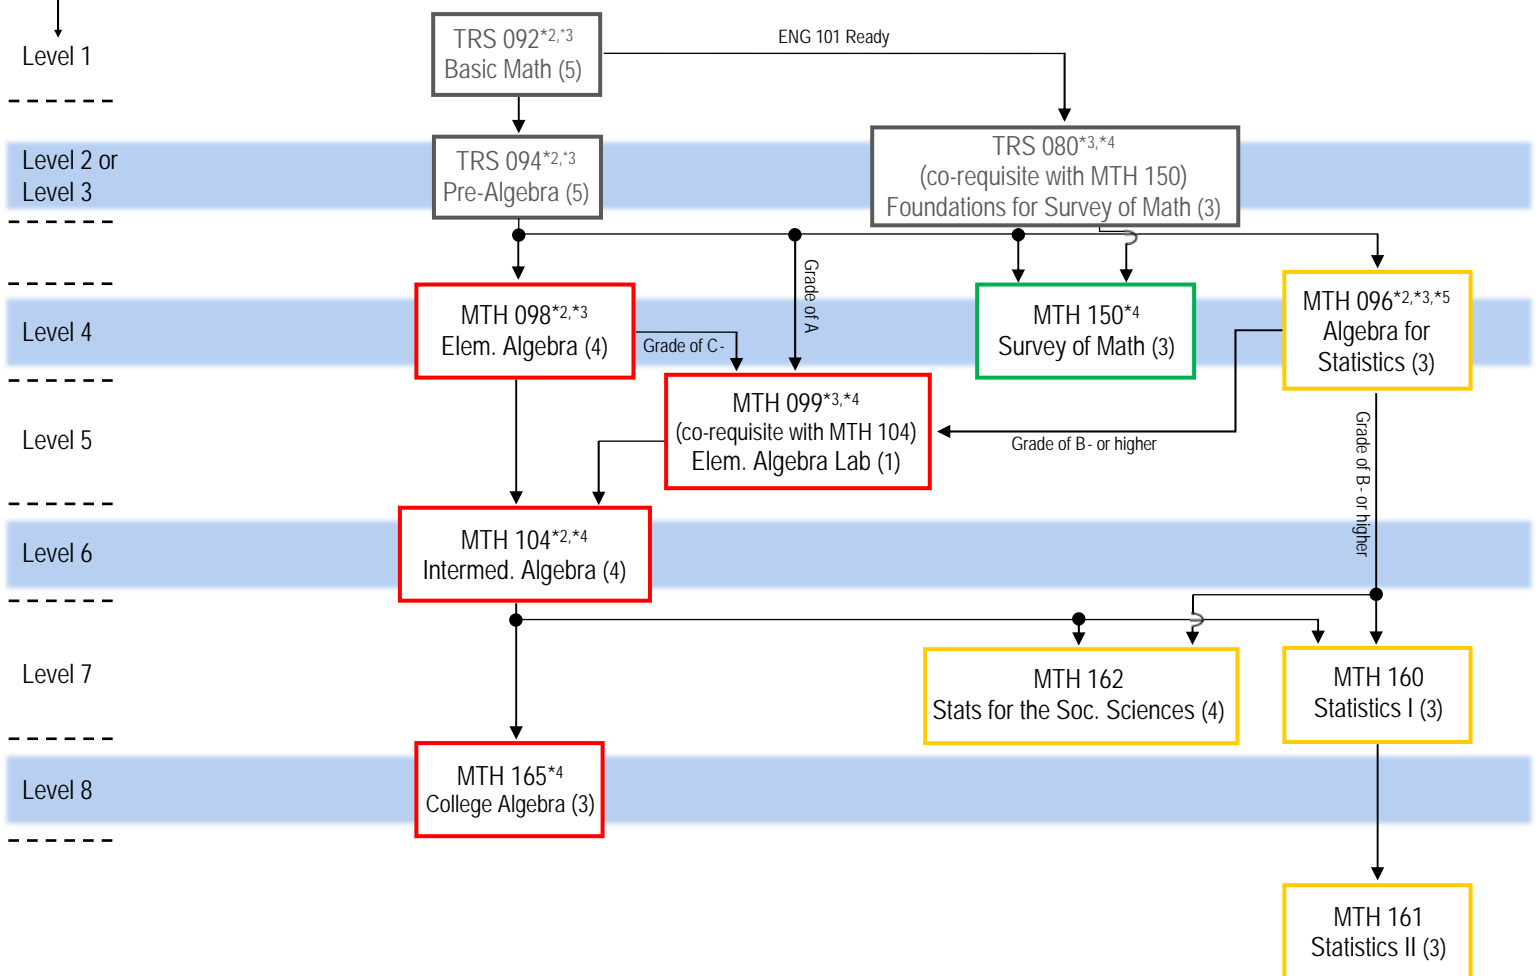 Level 1
TRS 092*2,*3
Basic Math (5)
ENG 101 Ready
Level 2 or
Level 3
TRS 094*2,*3
Pre-Algebra (5)
TRS 080*3,*4
(co-requisite with MTH 150)
Foundations for Survey of Math (3)
Level 4
MTH 098*2,*3
Elem. Algebra (4)
Grade of C-
Grade of A
MTH 150*4
Survey of Math (3)
MTH 096*2,*3,*5
Algebra for
Statistics (3)
Level 5
MTH 099*3,*4
(co-requisite with MTH 104)
Elem. Algebra Lab (1)
Grade of B- or higher
Grade of B- or higher
Level 6
MTH 104*2,*4
Intermed. Algebra (4)
Level 7
MTH 162
Stats for the Soc. Sciences (4)
MTH 160
Statistics I (3)
Level 8
MTH 165*4
College Algebra (3)
MTH 161
Statistics II (3)